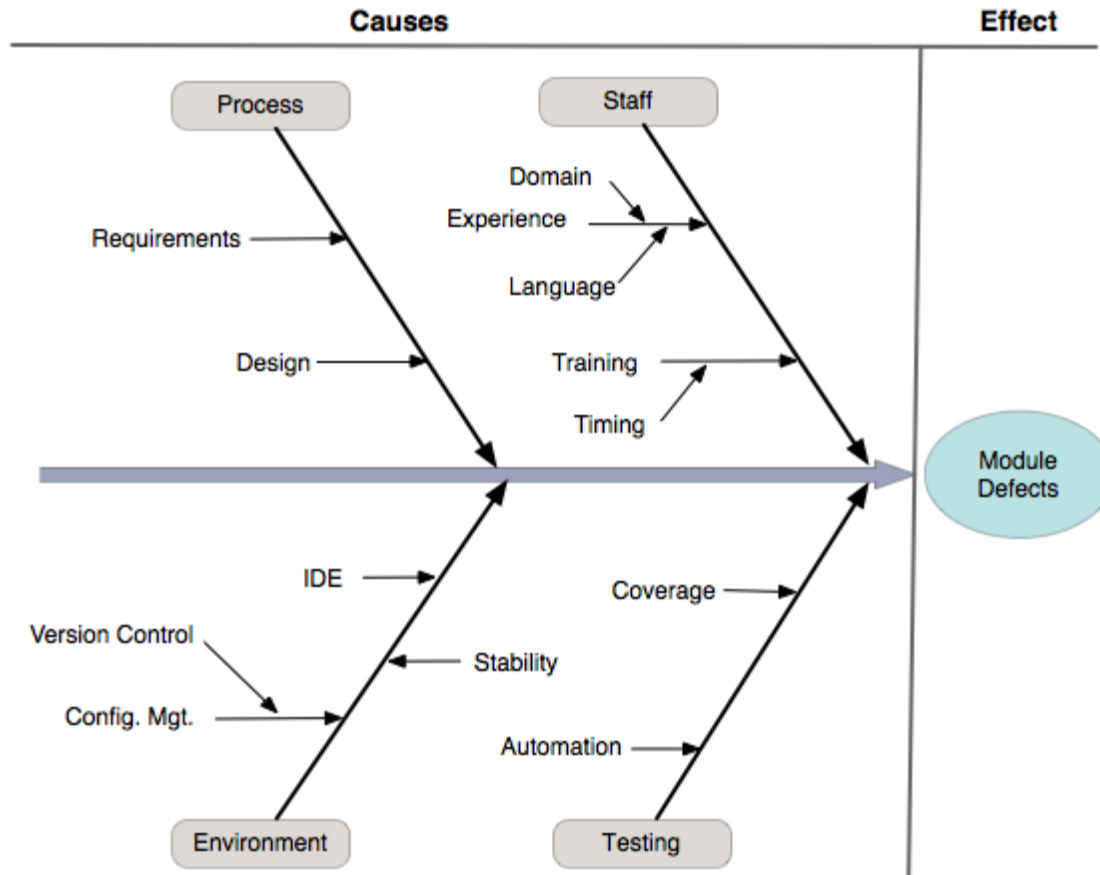 Causes
Effect
Process
Staff
Domain
Experience
Requirements
Language
Design
Training
Timing
Module
Defects
IDE
Coverage
Version Control
Stability
Config. Mgt.
Automation
Environment
Testing